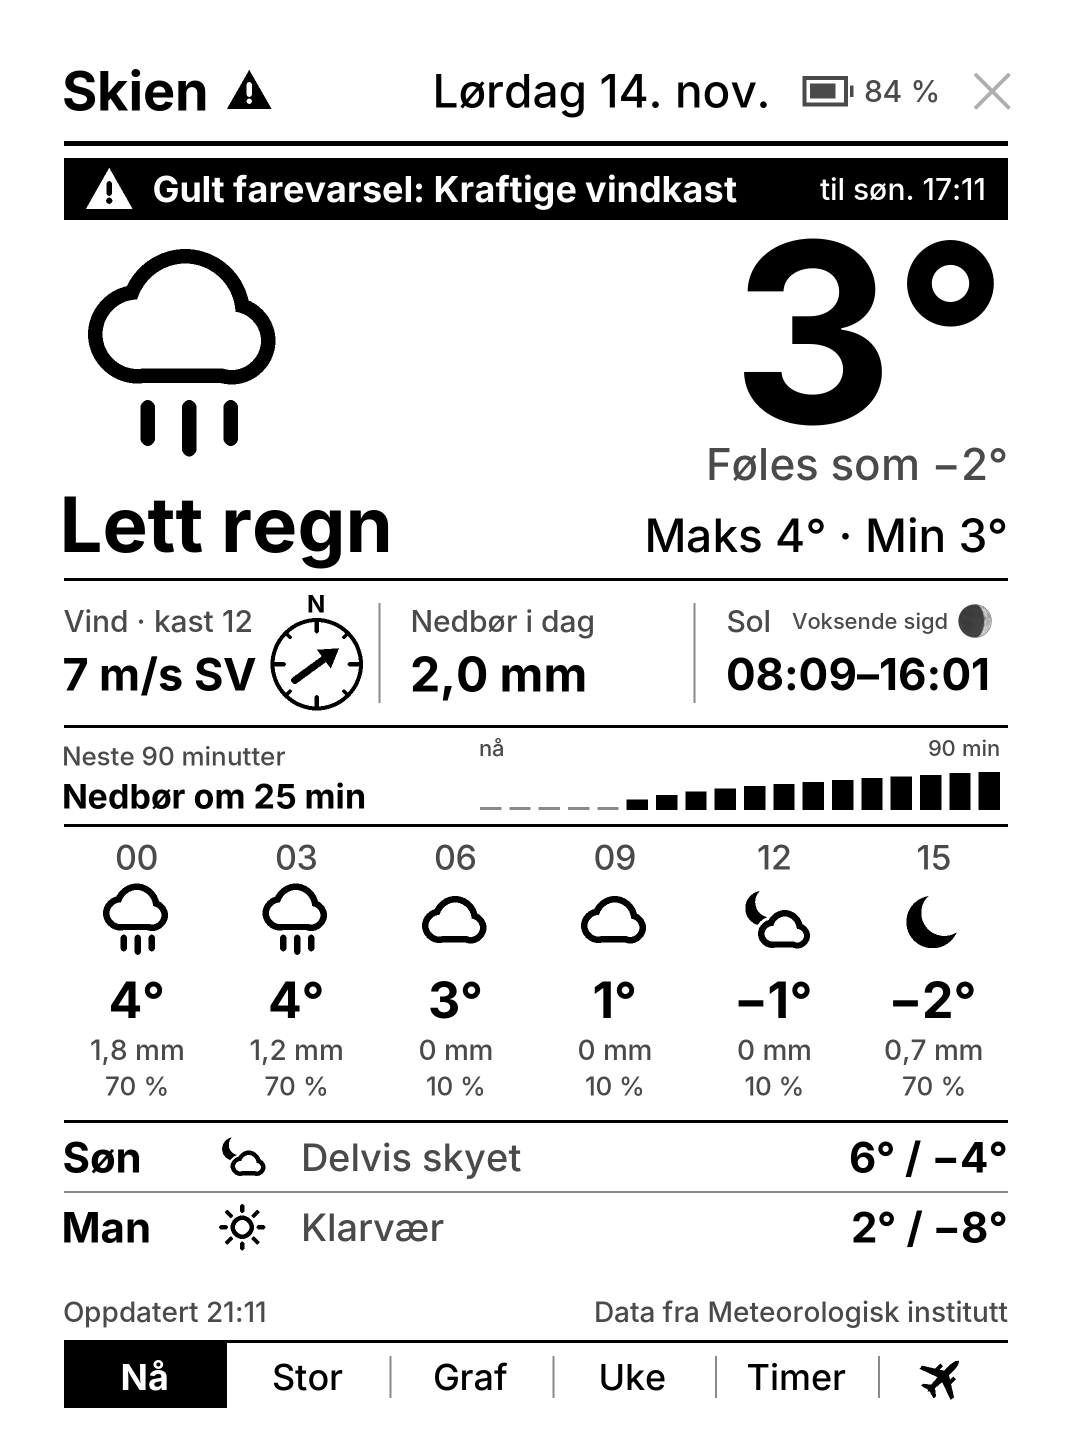 Skien
Lørdag 14. nov.
84 %
Gult farevarsel: Kraftige vindkast
til søn. 17:11
3°
Føles som −2°
Lett regn
Maks 4° · Min 3°
Vind · kast 12
7 m/s SV
N
Nedbør i dag
2,0 mm
Sol
Voksende sigd
08:09–16:01
Neste 90 minutter
Nedbør om 25 min
nå
90 min
00 03 06 09 12 15
4° 4° 3° 1° −1° −2°
1,8 mm 1,2 mm 0 mm 0 mm 0 mm 0,7 mm
70 % 70 % 10 % 10 % 10 % 70 %
Søn Delvis skyet 6° / −4°
Man Klarvær 2° / −8°
Oppdatert 21:11
Data fra Meteorologisk institutt
Nå Stor Graf Uke Timer